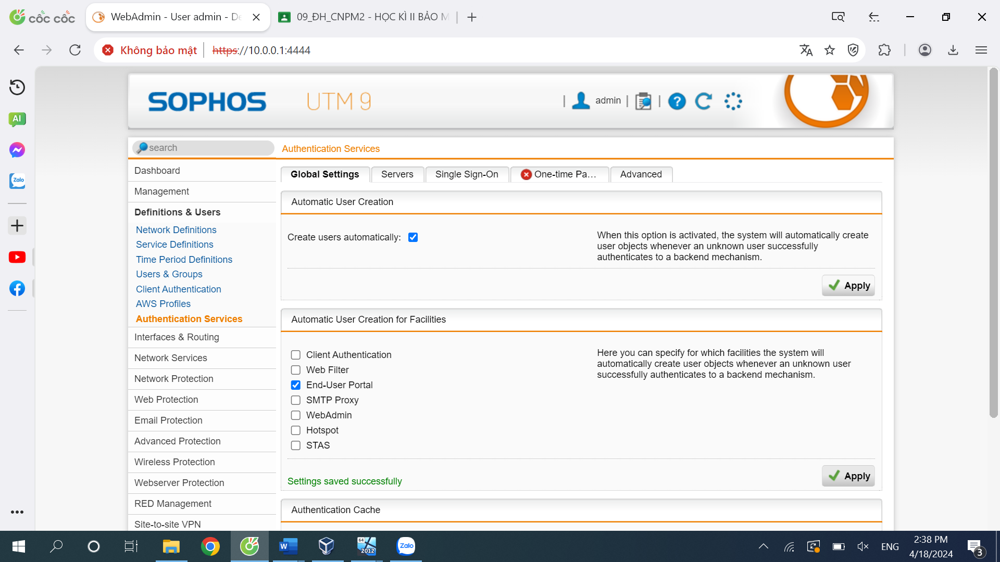 cốc cốc
WebAdmin - User admin - De
09_ĐH_CNPM2 - HỌC KÌ II BẢO M
Không bảo mật
https://10.0.0.1:4444
AI
Zalo
SOPHOS
UTM 9
admin
search
Authentication Services
Dashboard
Management
Definitions & Users
Network Definitions
Service Definitions
Time Period Definitions
Users & Groups
Client Authentication
AWS Profiles
Authentication Services
Interfaces & Routing
Network Services
Network Protection
Web Protection
Email Protection
Advanced Protection
Wireless Protection
Webserver Protection
RED Management
Site-to-site VPN
Global Settings
Servers
Single Sign-On
One-time Pa...
Advanced
Automatic User Creation
Create users automatically:
When this option is activated, the system will automatically create
user objects whenever an unknown user successfully
authenticates to a backend mechanism.
Apply
Automatic User Creation for Facilities
Client Authentication
Web Filter
End-User Portal
SMTP Proxy
WebAdmin
Hotspot
STAS
Here you can specify for which facilities the system will
automatically create user objects whenever an unknown user
successfully authenticates to a backend mechanism.
Settings saved successfully
Apply
Authentication Cache
W
64
2012
Zalo
ENG
2:38 PM
4/18/2024
3